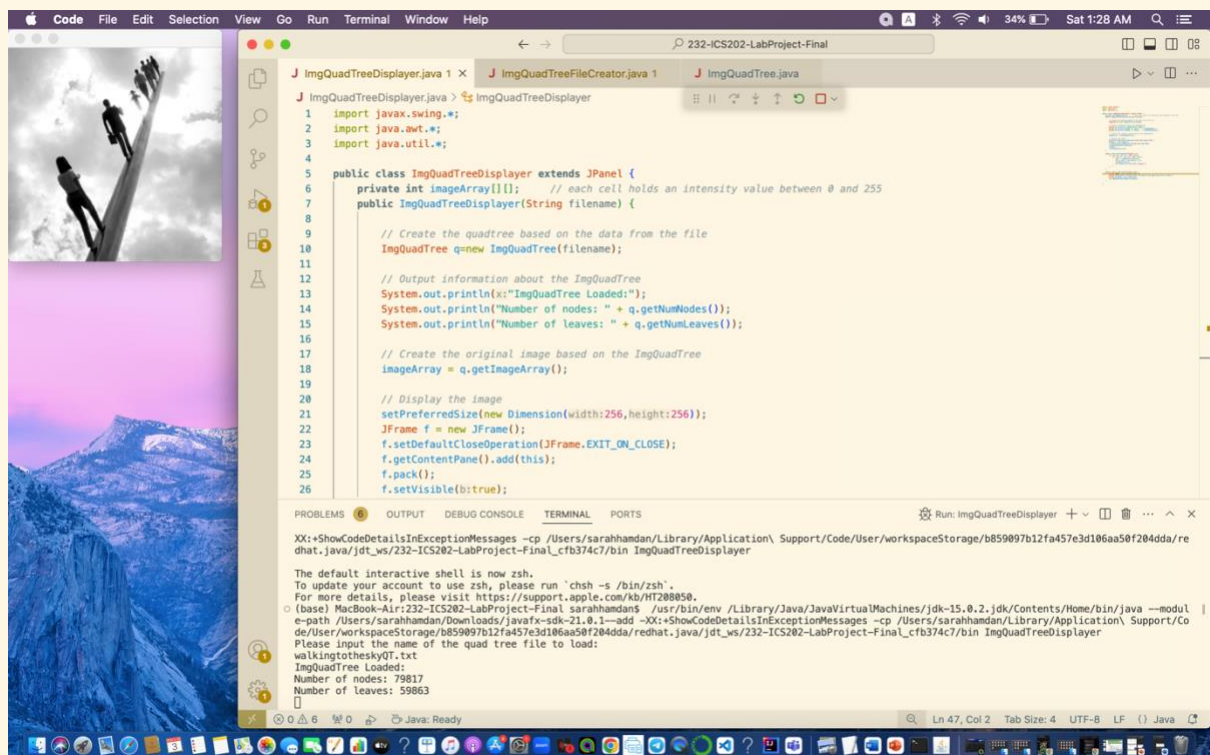 Code File Edit Selection View Go Run Terminal Window Help A 34% Sat 1:28 AM
232-ICS202-LabProject-Final
J ImgQuadTreeDisplayer.java 1 × J ImgQuadTreeFileCreator.java 1 J ImgQuadTree.java
J ImgQuadTreeDisplayer.java > ImgQuadTreeDisplayer
1 import javax.swing.*;
2 import java.awt.*;
3 import java.util.*;
4
5 public class ImgQuadTreeDisplayer extends JPanel {
6 private int imageArray[][]; // each cell holds an intensity value between 0 and 255
7 public ImgQuadTreeDisplayer(String filename) {
8
9 // Create the quadtree based on the data from the file
10 ImgQuadTree q=new ImgQuadTree(filename);
11
12 // Output information about the ImgQuadTree
13 System.out.println(x:"ImgQuadTree Loaded:");
14 System.out.println("Number of nodes: " + q.getNumNodes());
15 System.out.println("Number of leaves: " + q.getNumLeaves());
16
17 // Create the original image based on the ImgQuadTree
18 imageArray = q.getImageArray();
19
20 // Display the image
21 setPreferredSize(new Dimension(width:256,height:256));
22 JFrame f = new JFrame();
23 f.setDefaultCloseOperation(JFrame.EXIT_ON_CLOSE);
24 f.getContentPane().add(this);
25 f.pack();
26 f.setVisible(b:true);
1
3
PROBLEMS 6 OUTPUT DEBUG CONSOLE TERMINAL PORTS Run: ImgQuadTreeDisplayer
XX:+ShowCodeDetailsInExceptionMessages -cp /Users/sarahhamdan/Library/Application\ Support/Code/User/workspaceStorage/b859097b12fa457e3d106aa50f204dda/re
dhat.java/jdt_ws/232-ICS202-LabProject-Final_cfb374c7/bin ImgQuadTreeDisplayer
The default interactive shell is now zsh.
To update your account to use zsh, please run `chsh -s /bin/zsh`.
For more details, please visit https://support.apple.com/kb/HT208050.
(base) MacBook-Air:232-ICS202-LabProject-Final sarahhamdan$ /usr/bin/env /Library/Java/JavaVirtualMachines/jdk-15.0.2.jdk/Contents/Home/bin/java --modul
e-path /Users/sarahhamdan/Downloads/javafx-sdk-21.0.1--add -XX:+ShowCodeDetailsInExceptionMessages -cp /Users/sarahhamdan/Library/Application\ Support/Co
de/User/workspaceStorage/b859097b12fa457e3d106aa50f204dda/redhat.java/jdt_ws/232-ICS202-LabProject-Final_cfb374c7/bin ImgQuadTreeDisplayer
Please input the name of the quad tree file to load:
walkingtotheskyQT.txt
ImgQuadTree Loaded:
Number of nodes: 79817
Number of leaves: 59863
1
1
0 6 0 Java: Ready Ln 47, Col 2 Tab Size: 4 UTF-8 LF {} Java